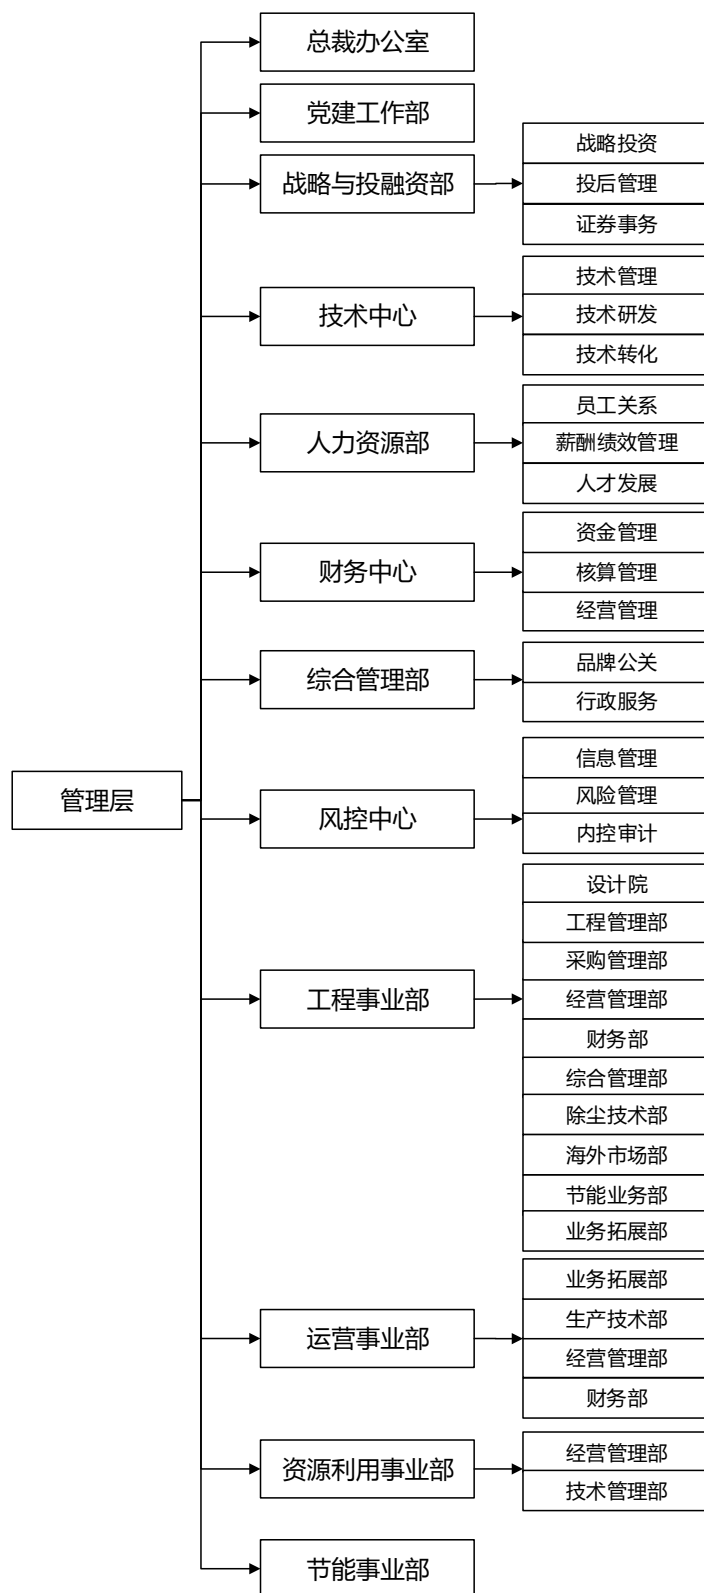 总裁办公室
党建工作部
战略与投融资部
战略投资
投后管理
证券事务
技术中心
技术管理
技术研发
技术转化
人力资源部
员工关系
薪酬绩效管理
人才发展
财务中心
资金管理
核算管理
经营管理
综合管理部
品牌公关
行政服务
管理层
风控中心
信息管理
风险管理
内控审计
工程事业部
设计院
工程管理部
采购管理部
经营管理部
财务部
综合管理部
除尘技术部
海外市场部
节能业务部
业务拓展部
运营事业部
业务拓展部
生产技术部
经营管理部
财务部
资源利用事业部
经营管理部
技术管理部
节能事业部